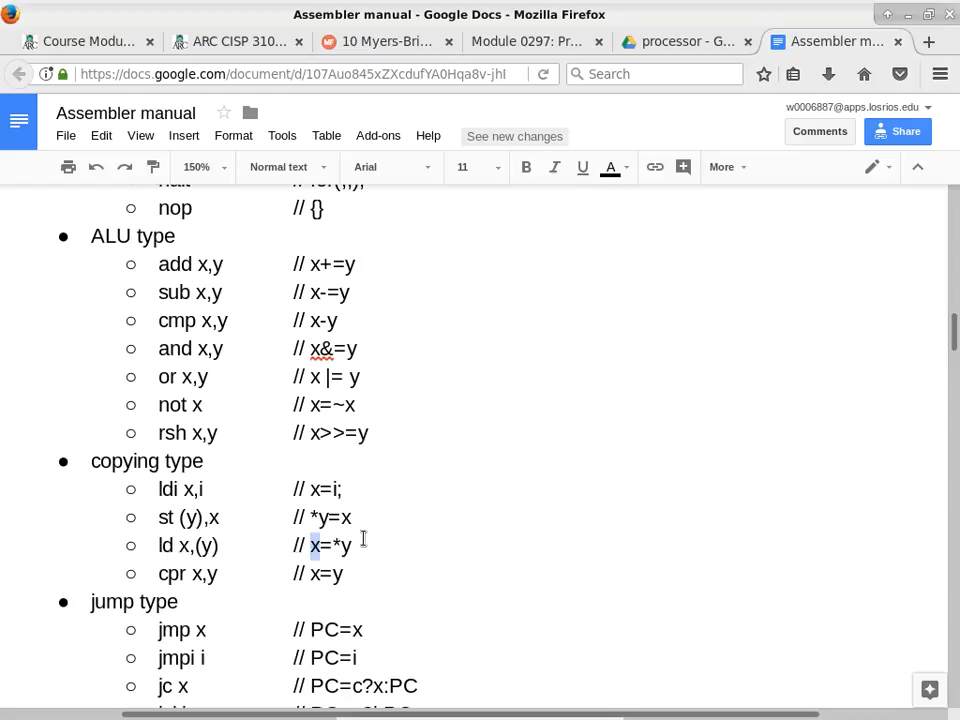 Assembler manual - Google Docs - Mozilla Firefox
Course Modu...
ARC CISP 310...
10 Myers-Bri...
Module 0297: Pr...
processor - G...
Assembler m...
https://docs.google.com/document/d/107Auo845xZXcdufYA0Hqa8v-jhI
Search
Assembler manual
w0006887@apps.losrios.edu
File Edit View Insert Format Tools Table Add-ons Help See new changes
Comments
Share
150% Normal text Arial 11 B I U A More
nop // {}
ALU type
add x,y // x+=y
sub x,y // x-=y
cmp x,y // x-y
and x,y // x&=y
or x,y // x |= y
not x // x=~x
rsh x,y // x>>=y
copying type
ldi x,i // x=i;
st (y),x // *y=x
ld x,(y) // x=*y
cpr x,y // x=y
jump type
jmp x // PC=x
jmpi i // PC=i
jc x // PC=c?x:PC